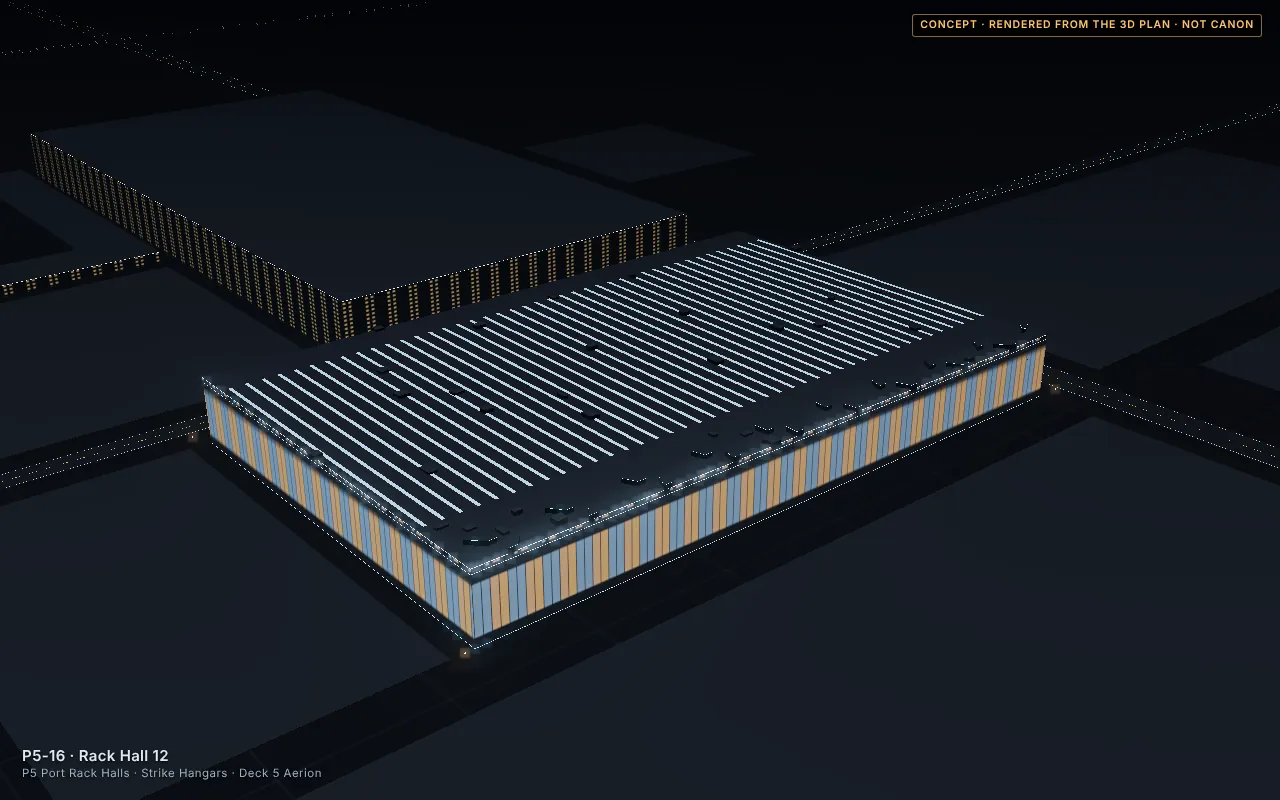 CONCEPT · RENDERED FROM THE 3D PLAN · NOT CANON
P5-16 · Rack Hall 12
P5 Port Rack Halls · Strike Hangars · Deck 5 Aerion